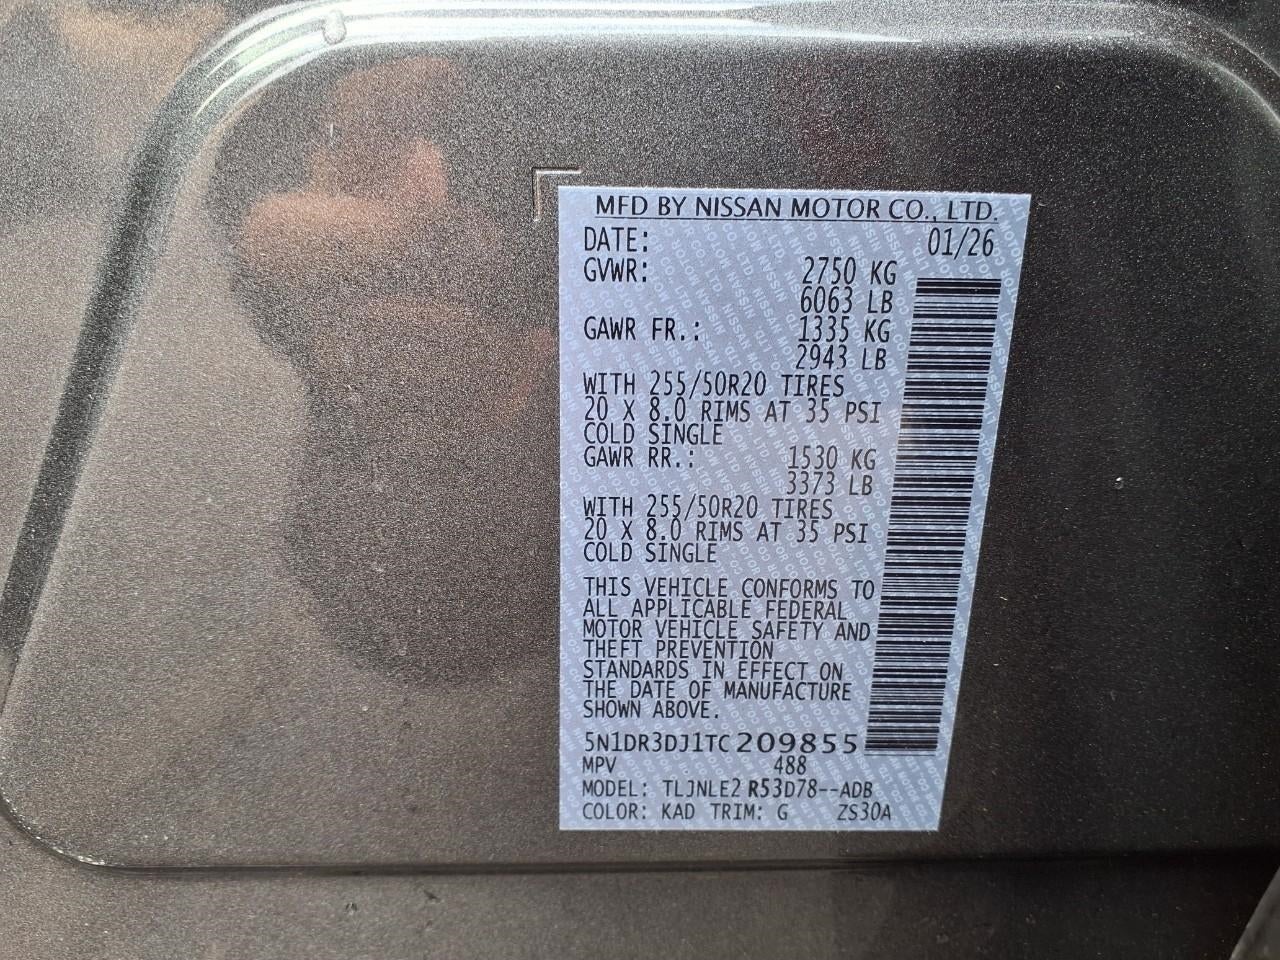 MFD BY NISSAN MOTOR CO., LTD.
DATE: 01/26
GVWR: 2750 KG
6063 LB
GAWR FR.: 1335 KG
2943 LB
WITH 255/50R20 TIRES
20 X 8.0 RIMS AT 35 PSI
COLD SINGLE
GAWR RR.: 1530 KG
3373 LB
WITH 255/50R20 TIRES
20 X 8.0 RIMS AT 35 PSI
COLD SINGLE
THIS VEHICLE CONFORMS TO
ALL APPLICABLE FEDERAL
MOTOR VEHICLE SAFETY AND
THEFT PREVENTION
STANDARDS IN EFFECT ON
THE DATE OF MANUFACTURE
SHOWN ABOVE.
5N1DR3DJ1TC209855
MPV 488
MODEL: TLJNLE2 R53D78--ADB
COLOR: KAD TRIM: G ZS30A